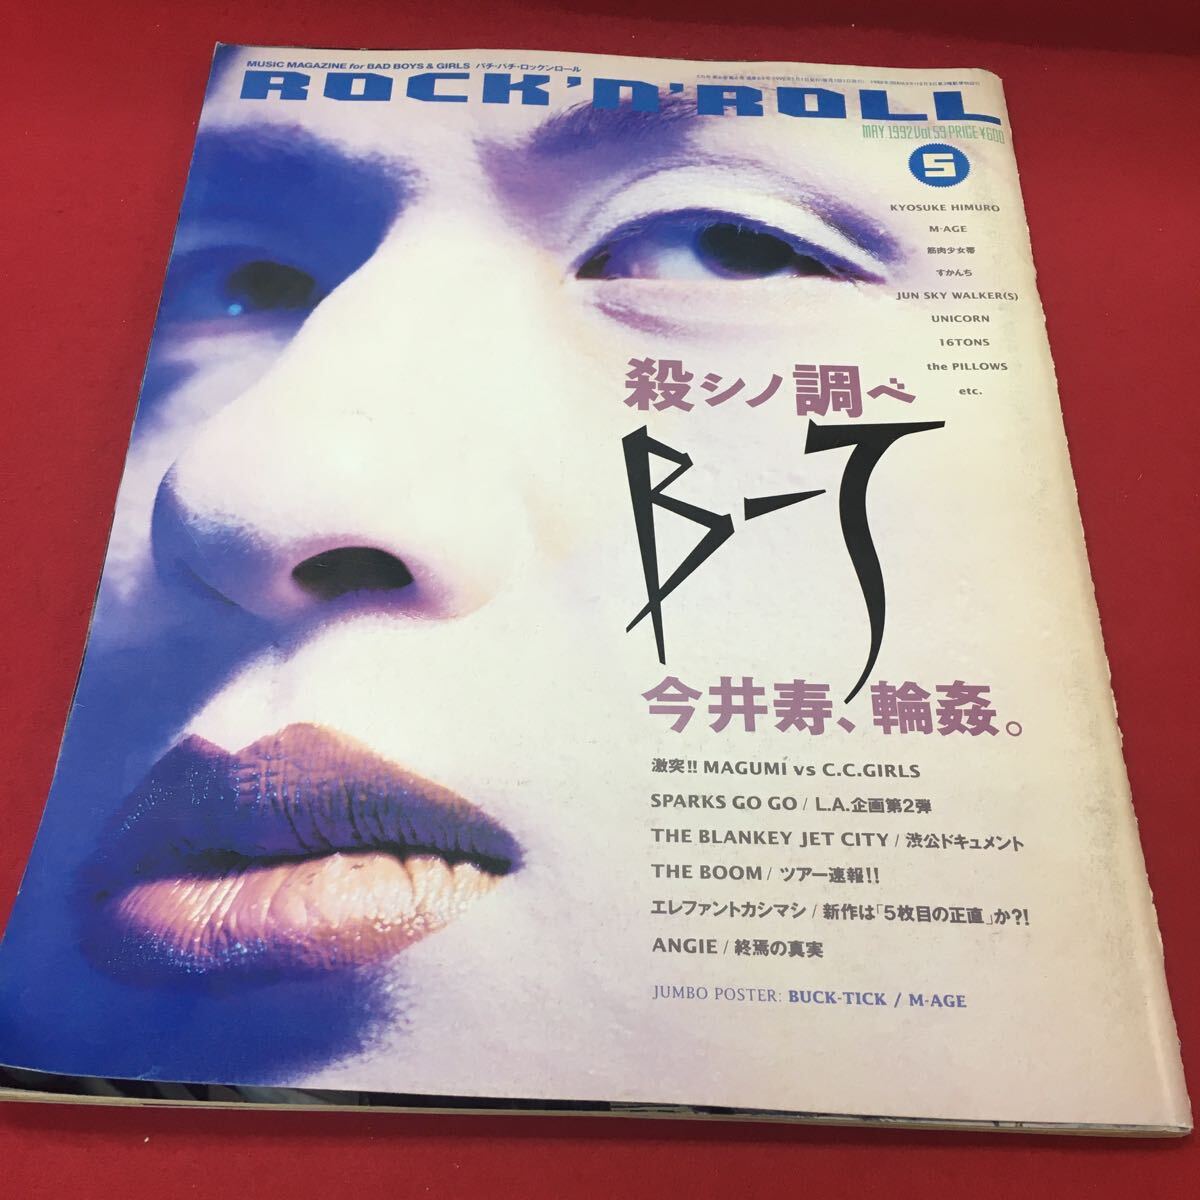 MUSIC MAGAZINE for BAD BOYS & GIRLS パチ・パチ・ロックンロール
ROCK'N'ROLL
MAY 1992 Vol 59 PRICE ¥600
5
KYOSUKE HIMURO
M-AGE
筋肉少女帯
すかんち
JUN SKY WALKER(S)
UNICORN
16TONS
the PILLOWS
etc.
殺シノ調べ
B-T
今井寿、輪姦。
激突!! MAGUMI vs C.C.GIRLS
SPARKS GO GO / L.A.企画第2弾
THE BLANKEY JET CITY / 渋公ドキュメント
THE BOOM / ツアー速報!!
エレファントカシマシ / 新作は「5枚目の正直」か?!
ANGIE / 終焉の真実
JUMBO POSTER: BUCK-TICK / M-AGE